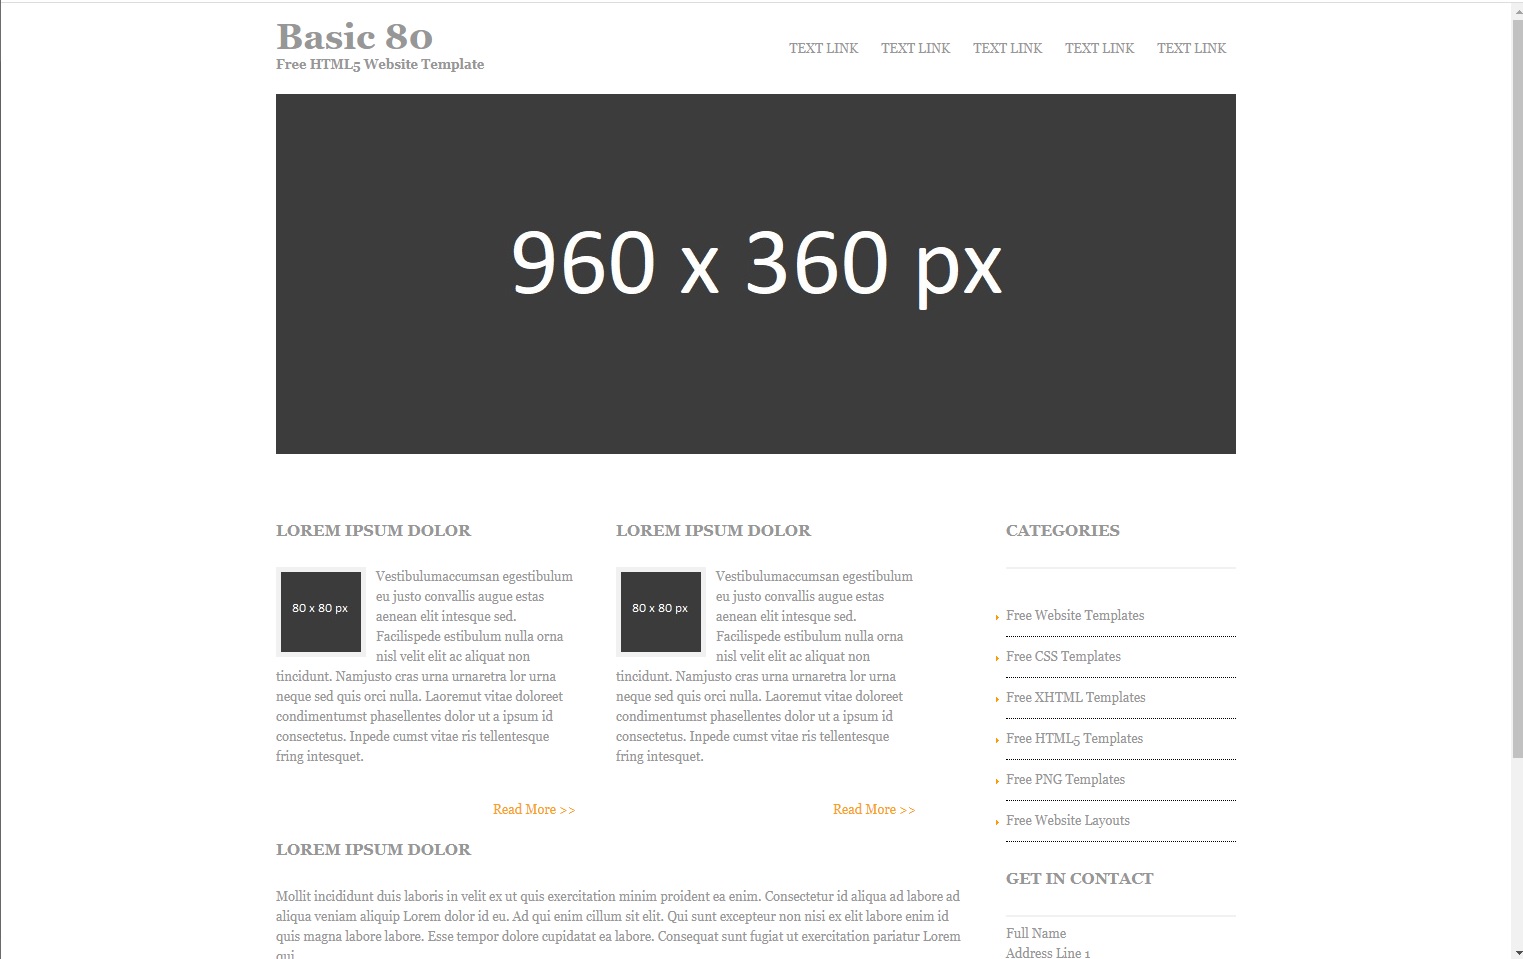 Basic 80
Free HTML5 Website Template
TEXT LINK TEXT LINK TEXT LINK TEXT LINK TEXT LINK
960 x 360 px
LOREM IPSUM DOLOR
80 x 80 px
Vestibulumaccumsan egestibulum
eu justo convallis augue estas
aenean elit intesque sed.
Facilispede estibulum nulla orna
nisl velit elit ac aliquat non
tincidunt. Namjusto cras urna urnaretra lor urna
neque sed quis orci nulla. Laoremut vitae doloreet
condimentumst phasellentes dolor ut a ipsum id
consectetus. Inpede cumst vitae ris tellentesque
fring intesquet.
Read More >>
LOREM IPSUM DOLOR
80 x 80 px
Vestibulumaccumsan egestibulum
eu justo convallis augue estas
aenean elit intesque sed.
Facilispede estibulum nulla orna
nisl velit elit ac aliquat non
tincidunt. Namjusto cras urna urnaretra lor urna
neque sed quis orci nulla. Laoremut vitae doloreet
condimentumst phasellentes dolor ut a ipsum id
consectetus. Inpede cumst vitae ris tellentesque
fring intesquet.
Read More >>
LOREM IPSUM DOLOR
Mollit incididunt duis laboris in velit ex ut quis exercitation minim proident ea enim. Consectetur id aliqua ad labore ad
aliqua veniam aliquip Lorem dolor id eu. Ad qui enim cillum sit elit. Qui sunt excepteur non nisi ex elit labore enim id
quis magna labore labore. Esse tempor dolore cupidatat ea labore. Consequat sunt fugiat ut exercitation pariatur Lorem
qui
CATEGORIES
Free Website Templates
Free CSS Templates
Free XHTML Templates
Free HTML5 Templates
Free PNG Templates
Free Website Layouts
GET IN CONTACT
Full Name
Address Line 1